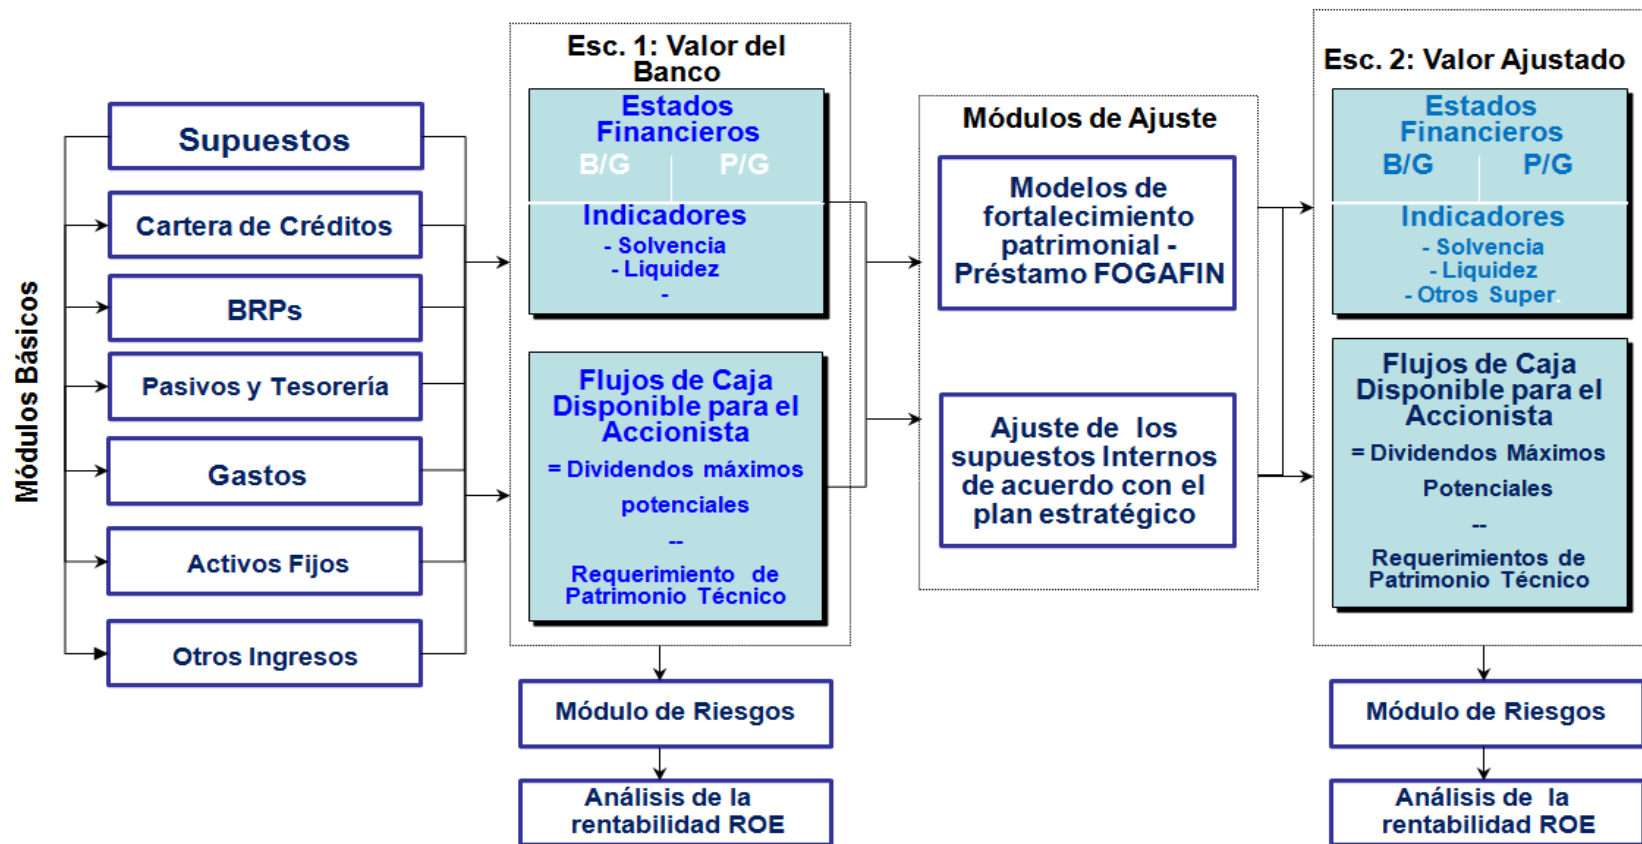 Módulos Básicos
Supuestos
Cartera de Créditos
BRPs
Pasivos y Tesorería
Gastos
Activos Fijos
Otros Ingresos
Esc. 1: Valor del
Banco
Estados
Financieros
B/G P/G
Indicadores
- Solvencia
- Liquidez
-
Flujos de Caja
Disponible para el
Accionista
= Dividendos máximos
potenciales
--
Requerimiento de
Patrimonio Técnico
Módulo de Riesgos
Análisis de la
rentabilidad ROE
Módulos de Ajuste
Modelos de
fortalecimiento
patrimonial -
Préstamo FOGAFIN
Ajuste de los
supuestos Internos
de acuerdo con el
plan estratégico
Esc. 2: Valor Ajustado
Estados
Financieros
B/G P/G
Indicadores
- Solvencia
- Liquidez
- Otros Super.
Flujos de Caja
Disponible para el
Accionista
= Dividendos Máximos
Potenciales
--
Requerimientos de
Patrimonio Técnico
Módulo de Riesgos
Análisis de la
rentabilidad ROE